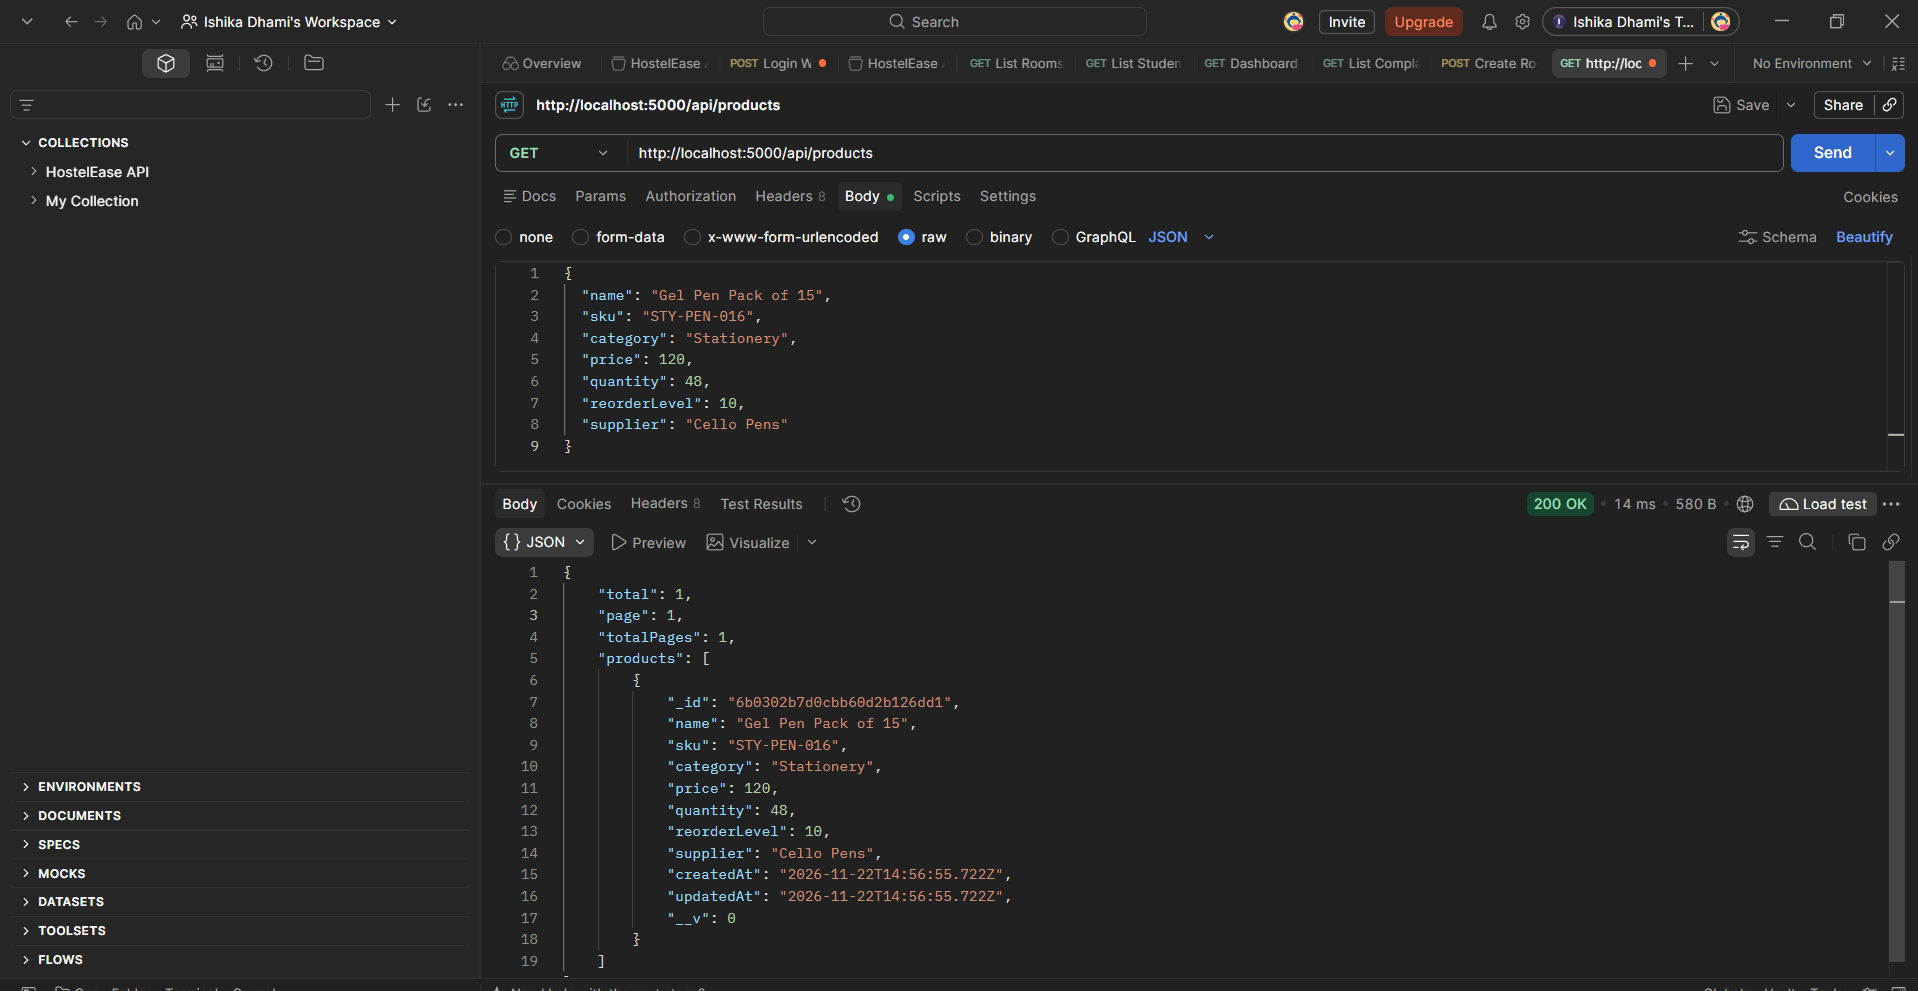 Ishika Dhami's Workspace
Search
Invite
Upgrade
Ishika Dhami's T...
Overview
HostelEase
POST Login W
HostelEase
GET List Rooms
GET List Studen
GET Dashboard
GET List Compla
POST Create Ro
GET http://loc
No Environment
COLLECTIONS
HostelEase API
My Collection
ENVIRONMENTS
DOCUMENTS
SPECS
MOCKS
DATASETS
TOOLSETS
FLOWS
HTTP http://localhost:5000/api/products
Save
Share
GET http://localhost:5000/api/products
Send
Docs Params Authorization Headers 8 Body Scripts Settings
Cookies
none form-data x-www-form-urlencoded raw binary GraphQL JSON
Schema Beautify
1 {
2 "name": "Gel Pen Pack of 15",
3 "sku": "STY-PEN-016",
4 "category": "Stationery",
5 "price": 120,
6 "quantity": 48,
7 "reorderLevel": 10,
8 "supplier": "Cello Pens"
9 }
Body Cookies Headers 8 Test Results
200 OK • 14 ms • 580 B
Load test
{} JSON Preview Visualize
1 {
2 "total": 1,
3 "page": 1,
4 "totalPages": 1,
5 "products": [
6 {
7 "_id": "6b0302b7d0cbb60d2b126dd1",
8 "name": "Gel Pen Pack of 15",
9 "sku": "STY-PEN-016",
10 "category": "Stationery",
11 "price": 120,
12 "quantity": 48,
13 "reorderLevel": 10,
14 "supplier": "Cello Pens",
15 "createdAt": "2026-11-22T14:56:55.722Z",
16 "updatedAt": "2026-11-22T14:56:55.722Z",
17 "__v": 0
18 }
19 ]